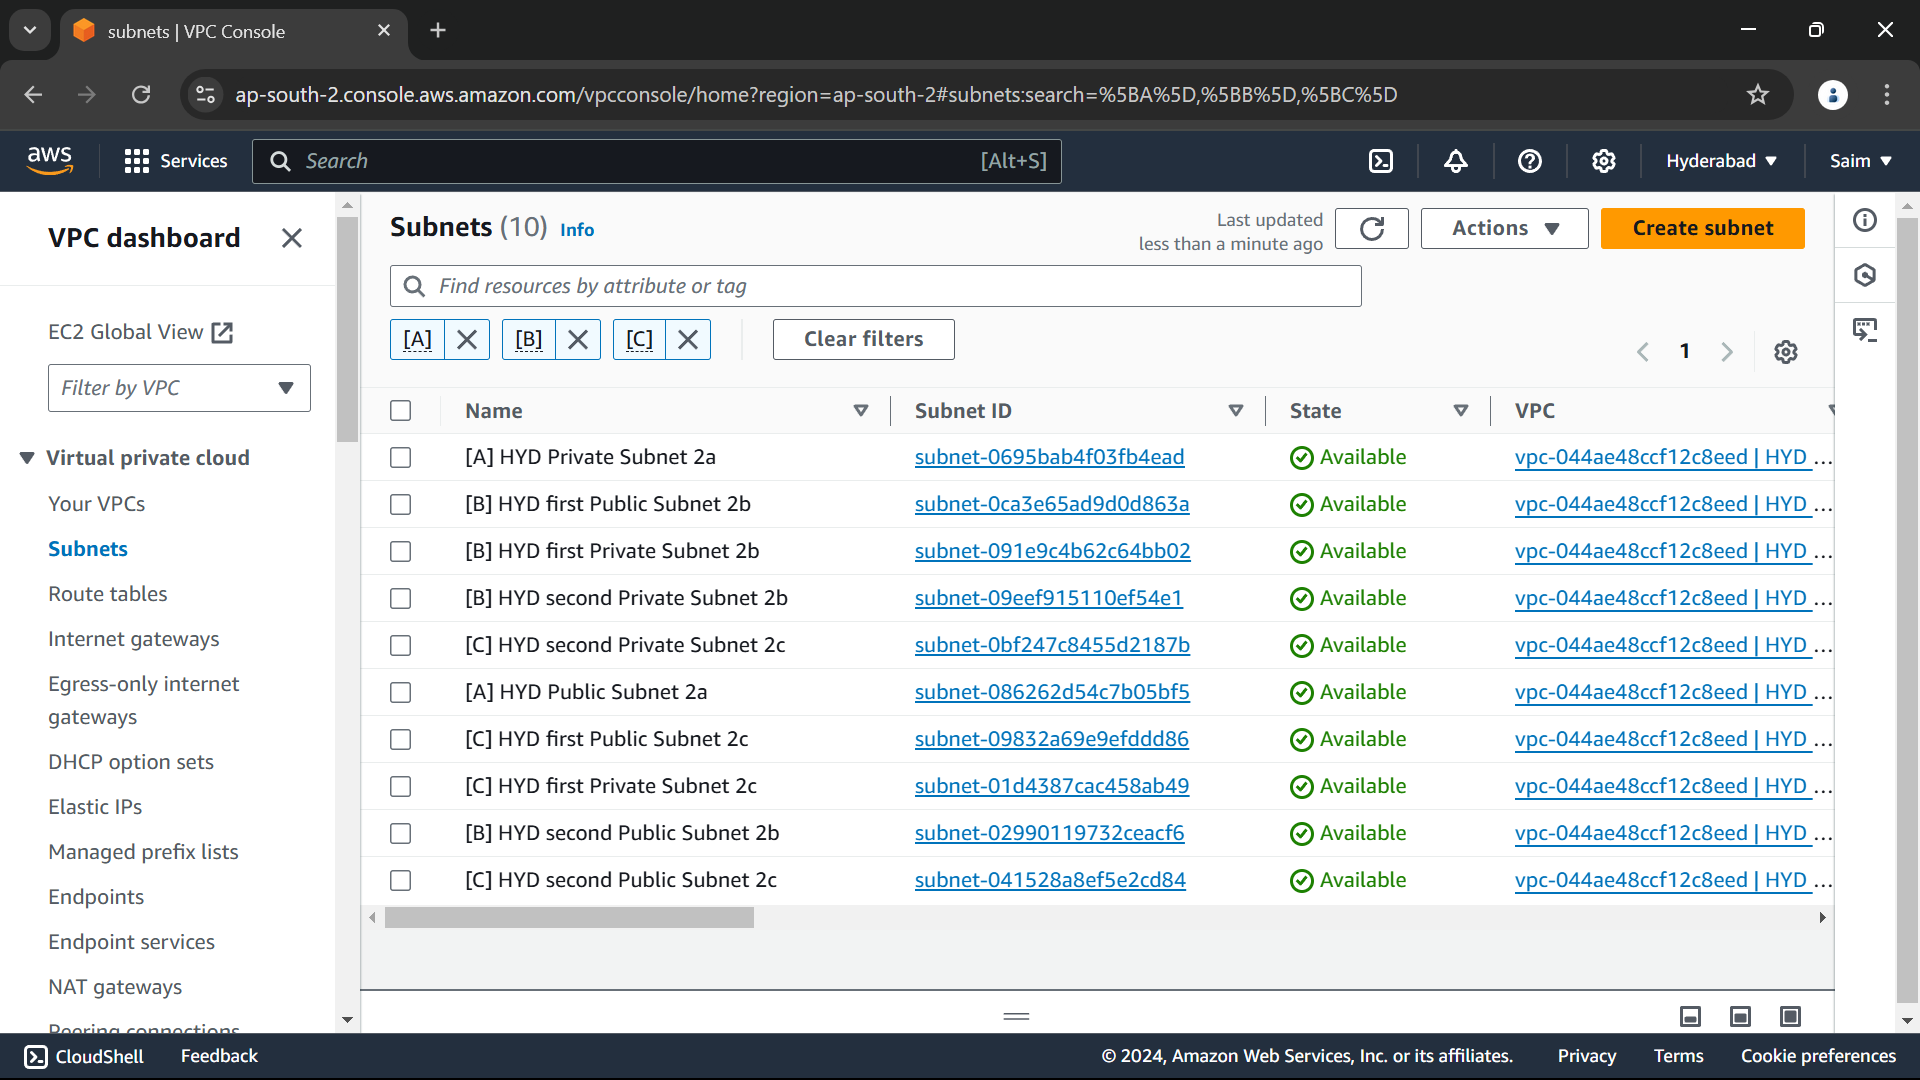 subnets | VPC Console
ap-south-2.console.aws.amazon.com/vpcconsole/home?region=ap-south-2#subnets:search=%5BA%5D,%5BB%5D,%5BC%5D
aws Services Search [Alt+S] Hyderabad Saim
VPC dashboard
EC2 Global View
Filter by VPC
Virtual private cloud
Your VPCs
Subnets
Route tables
Internet gateways
Egress-only internet
gateways
DHCP option sets
Elastic IPs
Managed prefix lists
Endpoints
Endpoint services
NAT gateways
Peering connections
Subnets (10) Info
Last updated
less than a minute ago
Actions
Create subnet
Find resources by attribute or tag
[A] [B] [C] Clear filters
1
Name Subnet ID State VPC
[A] HYD Private Subnet 2a subnet-0695bab4f03fb4ead Available vpc-044ae48ccf12c8eed | HYD ...
[B] HYD first Public Subnet 2b subnet-0ca3e65ad9d0d863a Available vpc-044ae48ccf12c8eed | HYD ...
[B] HYD first Private Subnet 2b subnet-091e9c4b62c64bb02 Available vpc-044ae48ccf12c8eed | HYD ...
[B] HYD second Private Subnet 2b subnet-09eef915110ef54e1 Available vpc-044ae48ccf12c8eed | HYD ...
[C] HYD second Private Subnet 2c subnet-0bf247c8455d2187b Available vpc-044ae48ccf12c8eed | HYD ...
[A] HYD Public Subnet 2a subnet-086262d54c7b05bf5 Available vpc-044ae48ccf12c8eed | HYD ...
[C] HYD first Public Subnet 2c subnet-09832a69e9efddd86 Available vpc-044ae48ccf12c8eed | HYD ...
[C] HYD first Private Subnet 2c subnet-01d4387cac458ab49 Available vpc-044ae48ccf12c8eed | HYD ...
[B] HYD second Public Subnet 2b subnet-02990119732ceacf6 Available vpc-044ae48ccf12c8eed | HYD ...
[C] HYD second Public Subnet 2c subnet-041528a8ef5e2cd84 Available vpc-044ae48ccf12c8eed | HYD ...
CloudShell Feedback © 2024, Amazon Web Services, Inc. or its affiliates. Privacy Terms Cookie preferences